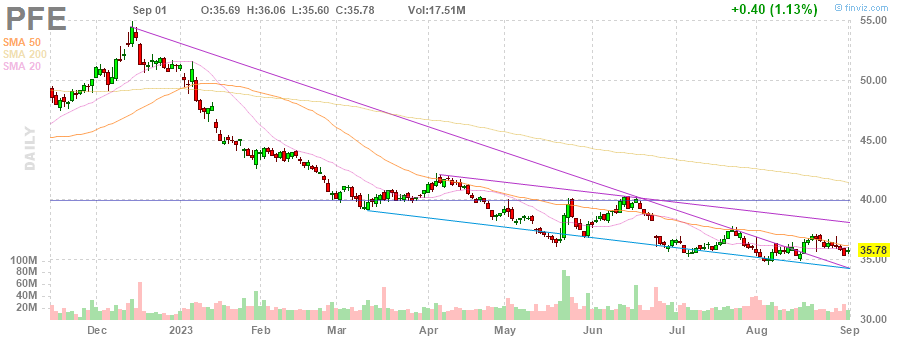 PFE
Sep 01 O:35.69 H:36.06 L:35.60 C:35.78 Vol:17.51M +0.40 (1.13%) © finviz.com
SMA 50
SMA 200
SMA 20
DAILY
55.00
50.00
45.00
40.00
35.78
35.00
30.00
100M
80M
60M
40M
20M
Dec 2023 Feb Mar Apr May Jun Jul Aug Sep